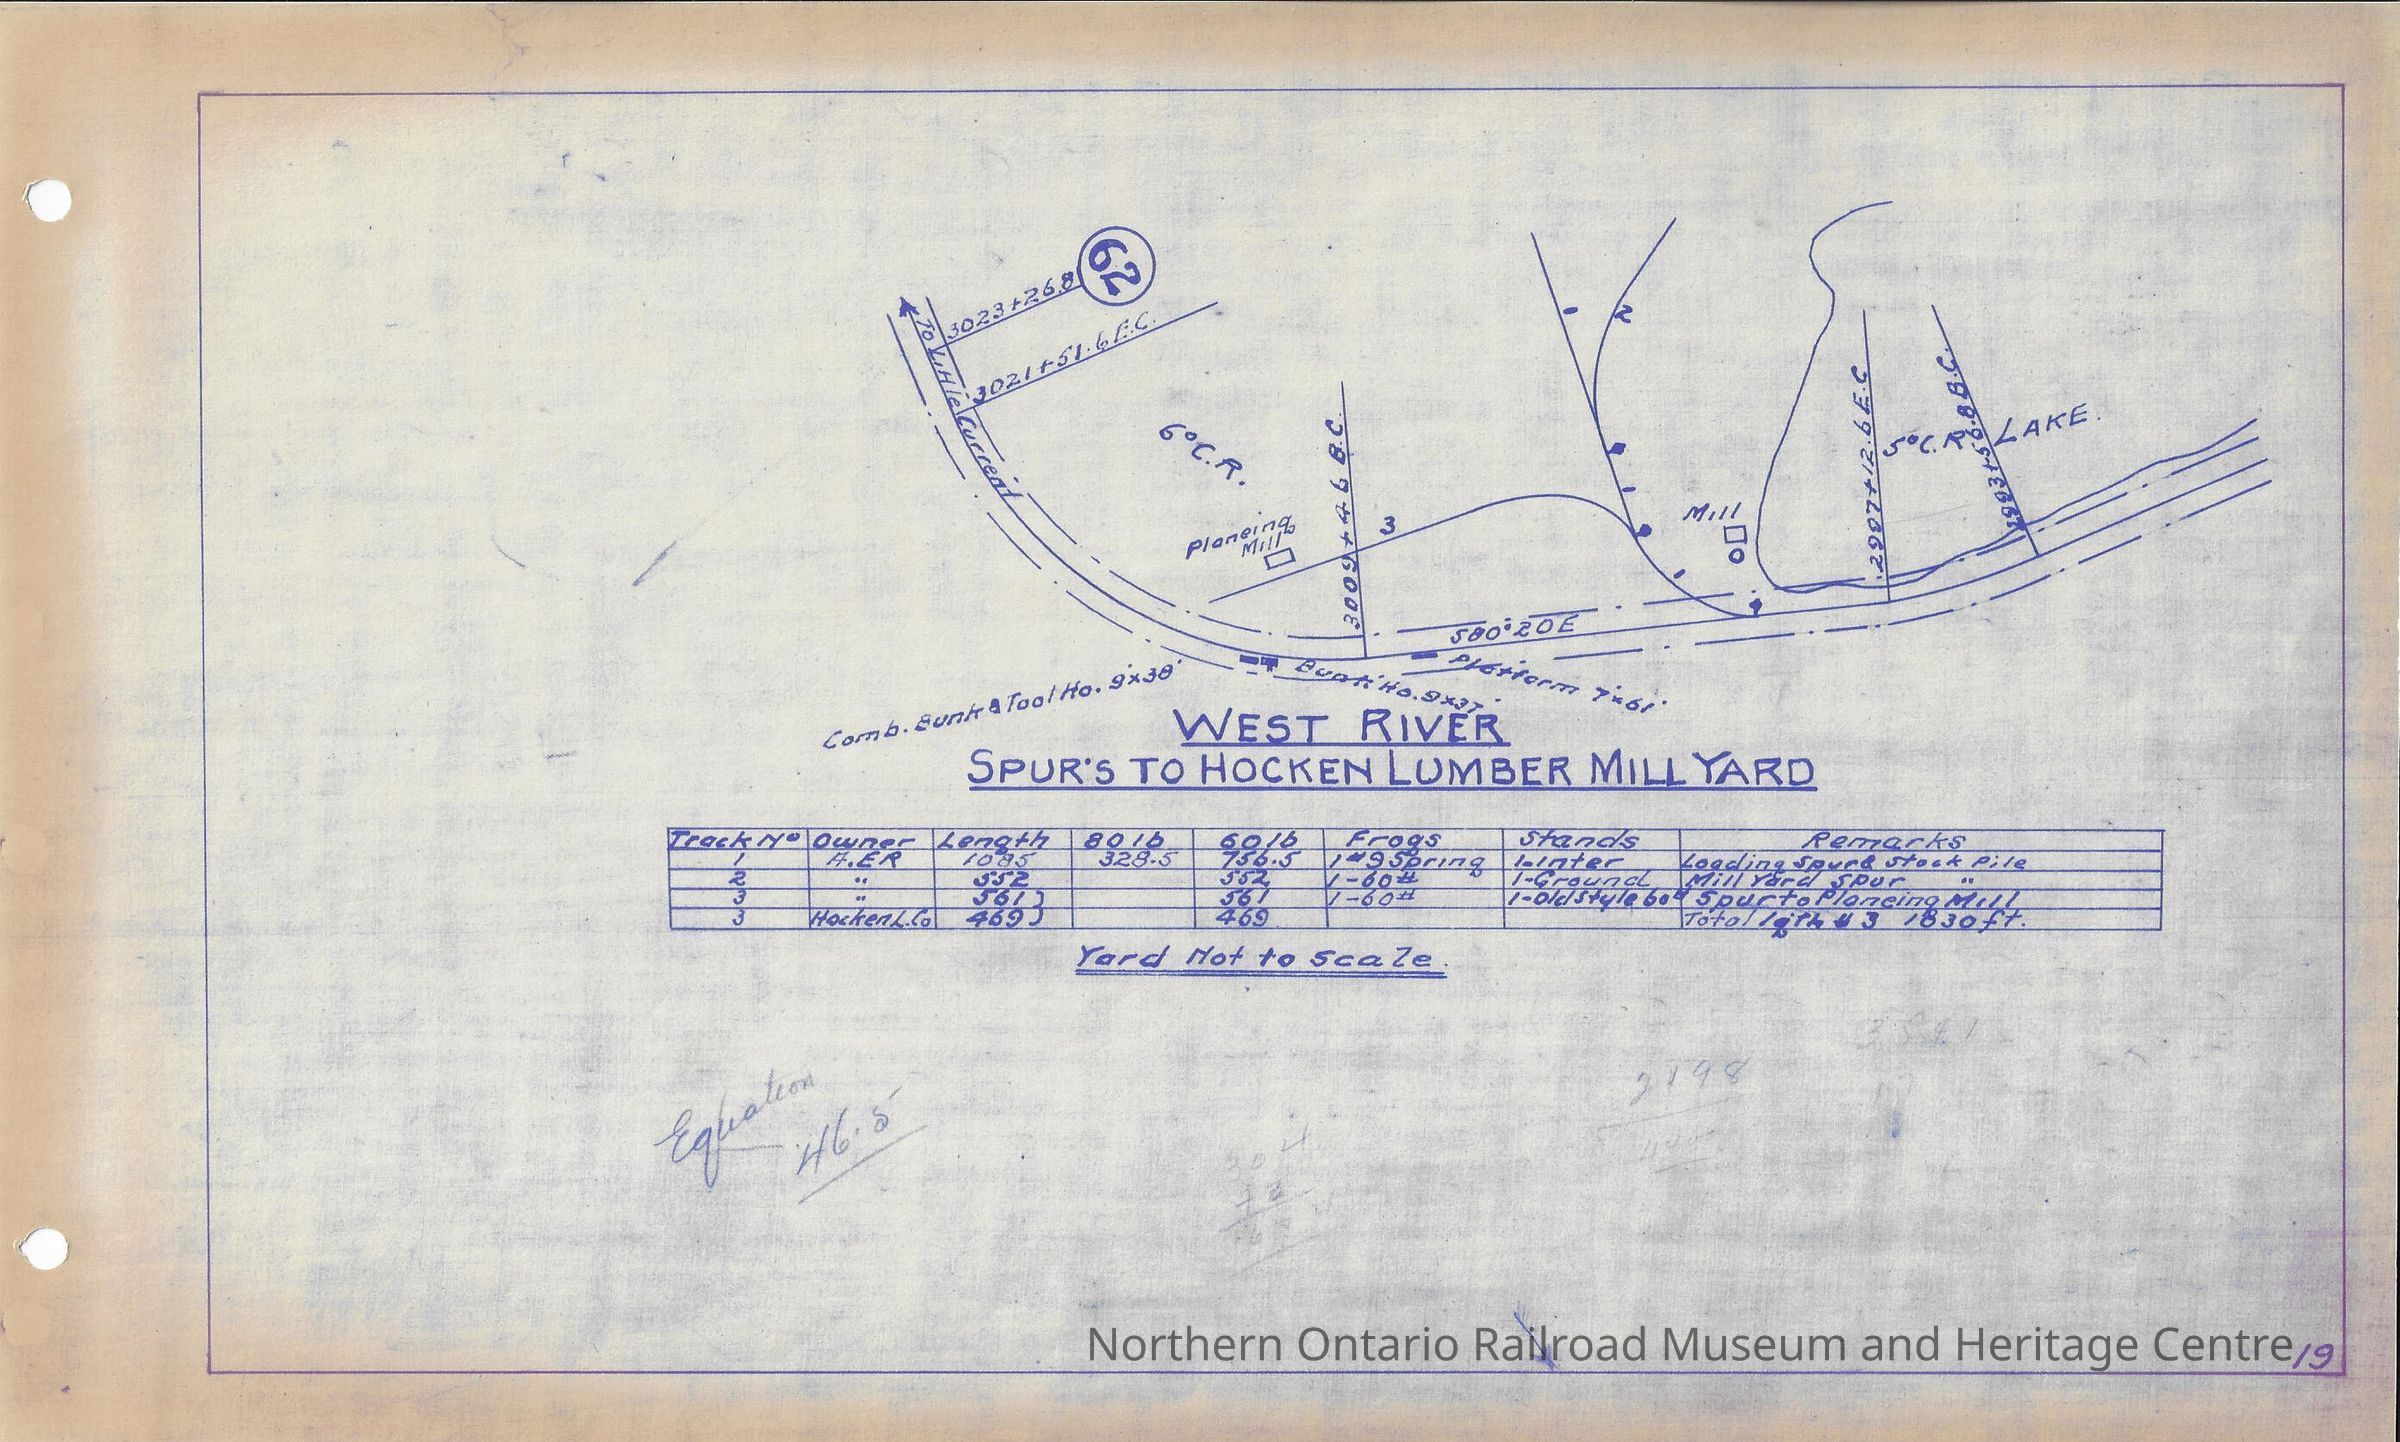 62
3023+26.8
3021+51.6 E.C.
To Little Current
6°C.R.
Planeing
Mill
3009+46 B.C.
3
1
2
Mill
2997+12.6 E.C
5°C.R.
2993+56.8 B.C.
LAKE.
S80°20E
Comb. Bunk & Tool Ho. 9x38'
Bunk Ho. 9x37'
Platform 7'x61'
WEST RIVER
SPUR'S TO HOCKEN LUMBER MILL YARD
Track No Owner Length 80 lb 60 lb Frogs Stands Remarks
1 A.E R 1085 328.5 756.5 1#9 Spring 1-Inter Loading Spur & Stock Pile
2 " 552 552 1-60# 1-Ground Mill Yard Spur "
3 " 561} 561 1-60# 1-Old Style 60# Spur to Planeing Mill
3 Hocken L. Co 469} 469 Total lgth # 3 1030 ft.
Yard Not to Scale.
Equation
46.5
Northern Ontario Railroad Museum and Heritage Centre
19